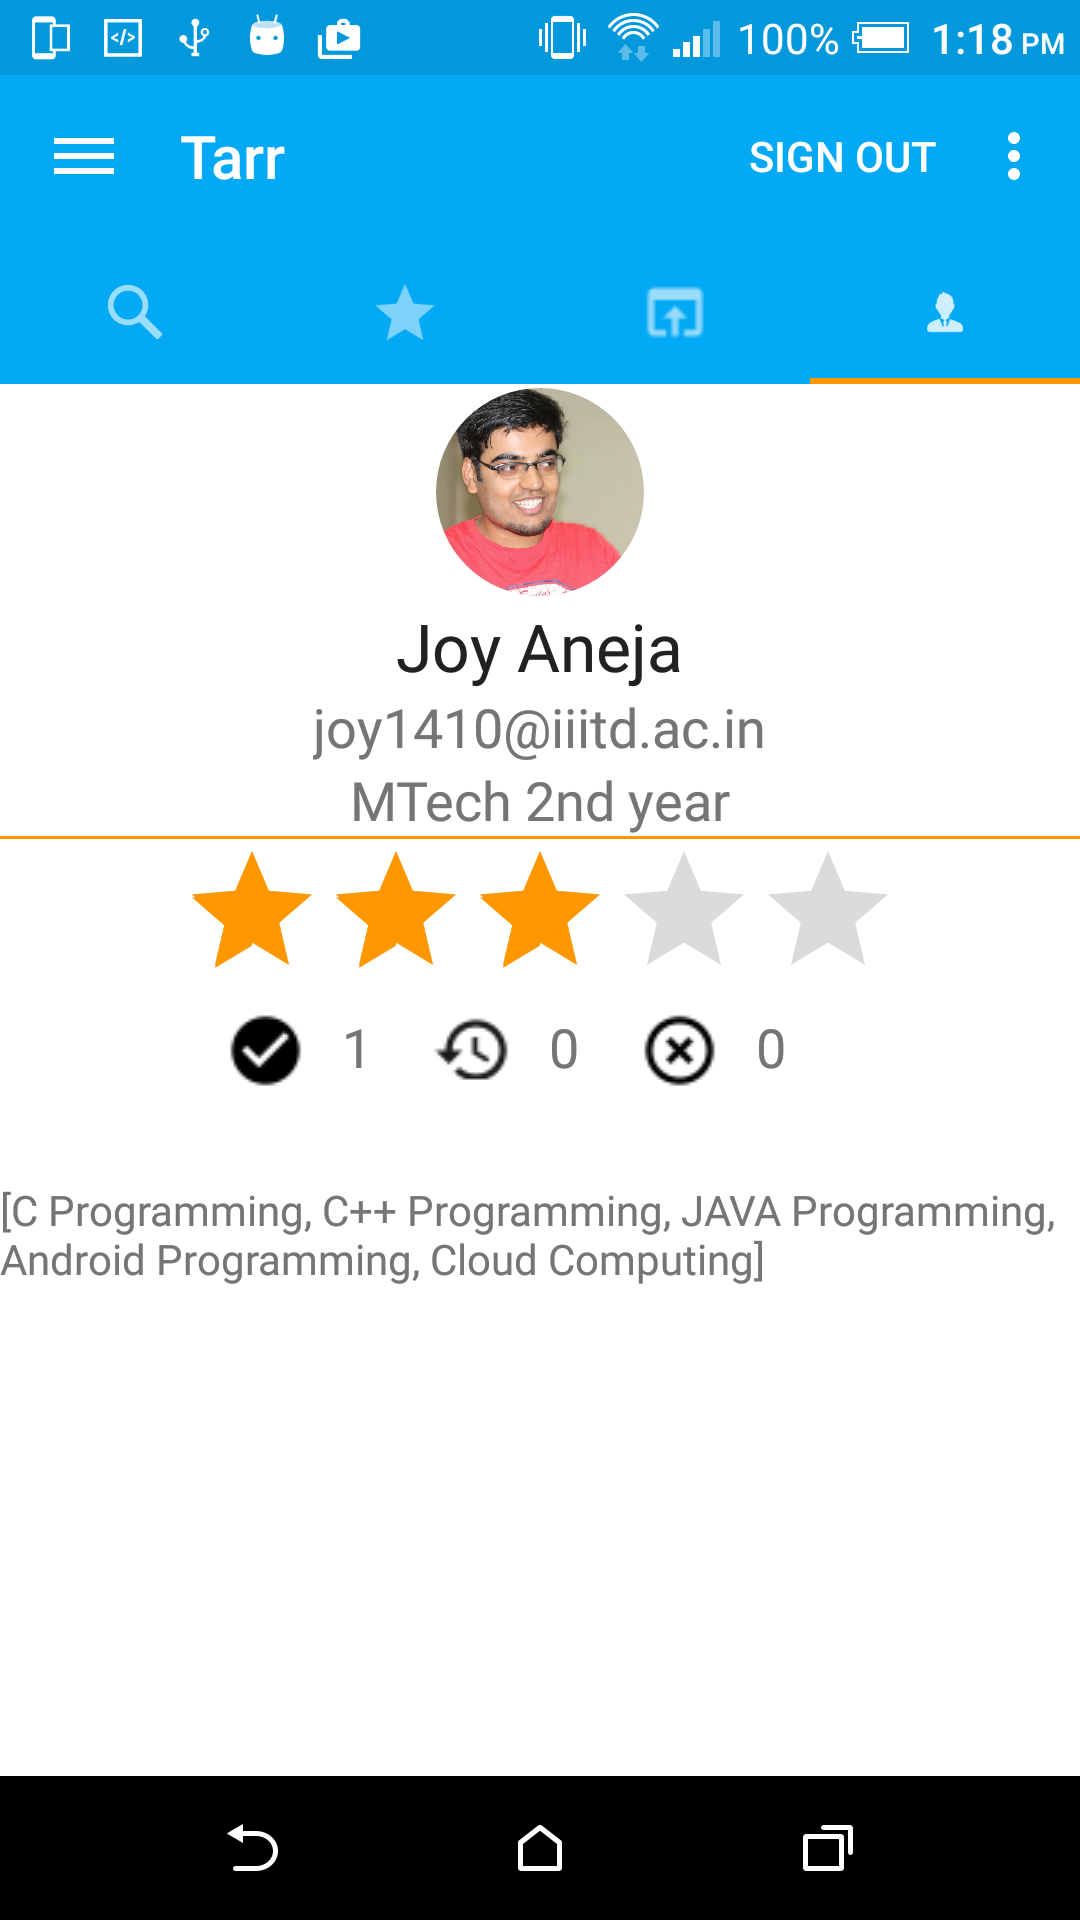 100% 1:18 PM
Tarr SIGN OUT
Joy Aneja
joy1410@iiitd.ac.in
MTech 2nd year
1 0 0
[C Programming, C++ Programming, JAVA Programming,
Android Programming, Cloud Computing]